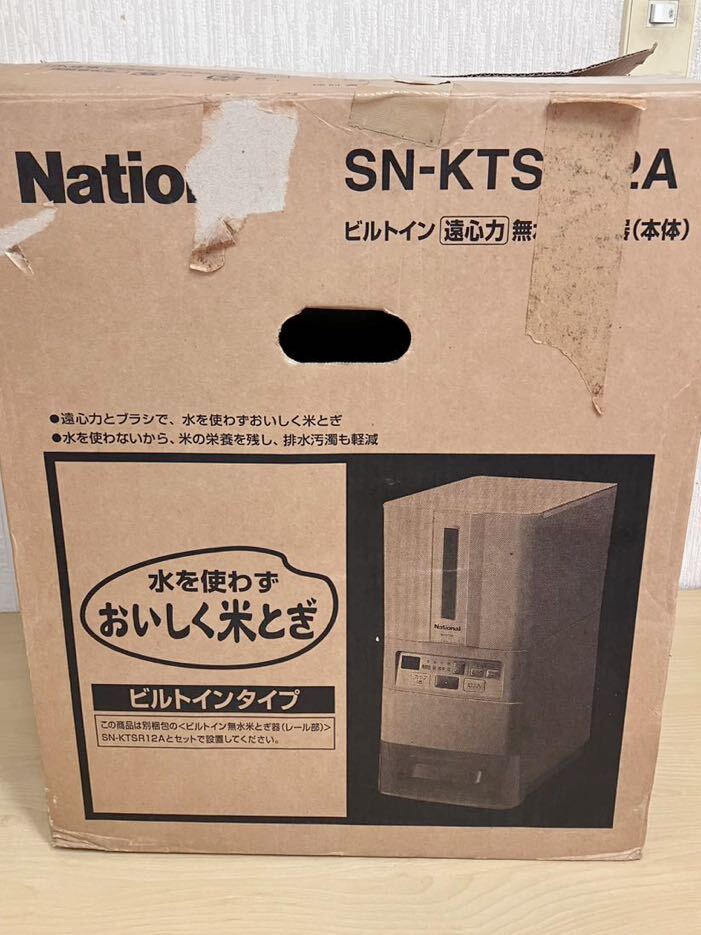 Natio
SN-KTS 2A
ビルトイン 遠心力 無 器(本体)
●遠心力とブラシで、水を使わずおいしく米とぎ
●水を使わないから、米の栄養を残し、排水汚濁も軽減
水を使わず
おいしく米とぎ
ビルトインタイプ
この商品は別梱包の<ビルトイン無水米とぎ器(レール部)>
SN-KTSR12Aとセットで設置してください。
National